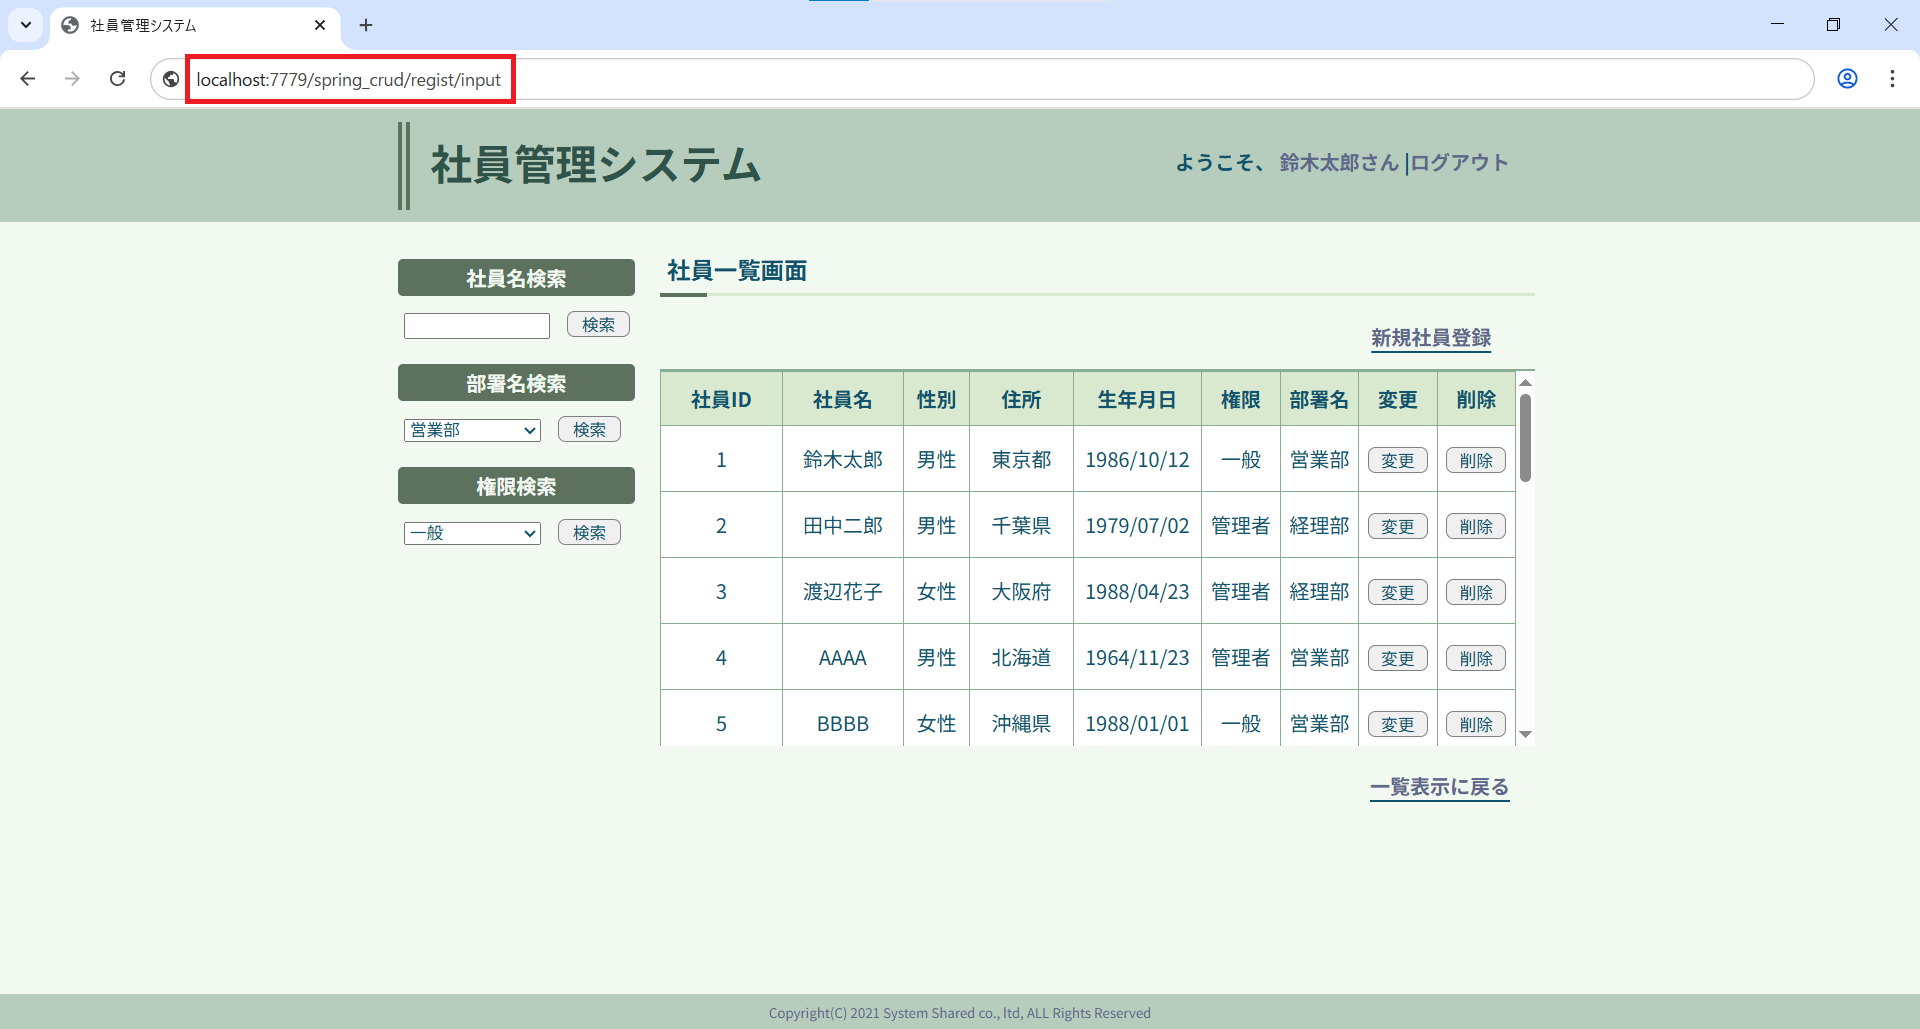 社員管理システム
localhost:7779/spring_crud/regist/input
社員管理システム
ようこそ、 鈴木太郎さん |ログアウト
社員名検索
検索
部署名検索
営業部 検索
権限検索
一般 検索
社員一覧画面
新規社員登録
社員ID 社員名 性別 住所 生年月日 権限 部署名 変更 削除
1 鈴木太郎 男性 東京都 1986/10/12 一般 営業部 変更 削除
2 田中二郎 男性 千葉県 1979/07/02 管理者 経理部 変更 削除
3 渡辺花子 女性 大阪府 1988/04/23 管理者 経理部 変更 削除
4 AAAA 男性 北海道 1964/11/23 管理者 営業部 変更 削除
5 BBBB 女性 沖縄県 1988/01/01 一般 営業部 変更 削除
一覧表示に戻る
Copyright(C) 2021 System Shared co., ltd, ALL Rights Reserved